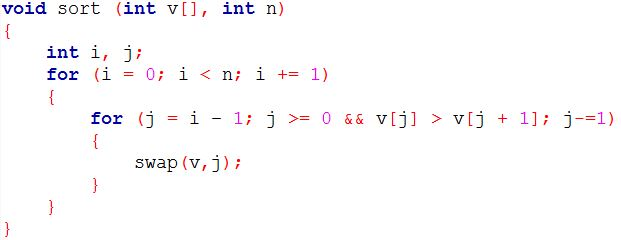 void sort (int v[], int n)
{
    int i, j;
    for (i = 0; i < n; i += 1)
    {
        for (j = i - 1; j >= 0 && v[j] > v[j + 1]; j-=1)
        {
            swap(v,j);
        }
    }
}